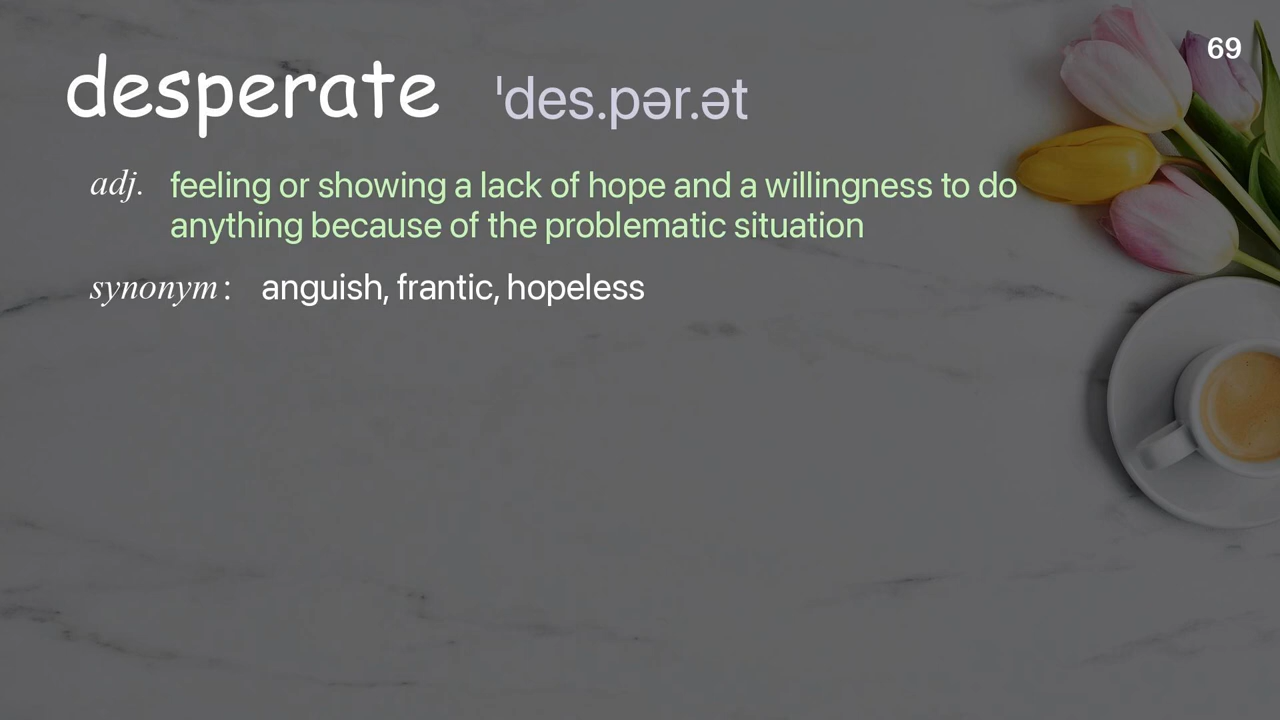 69
desperate ˈdes.pər.ət
adj. feeling or showing a lack of hope and a willingness to do
anything because of the problematic situation
synonym : anguish, frantic, hopeless